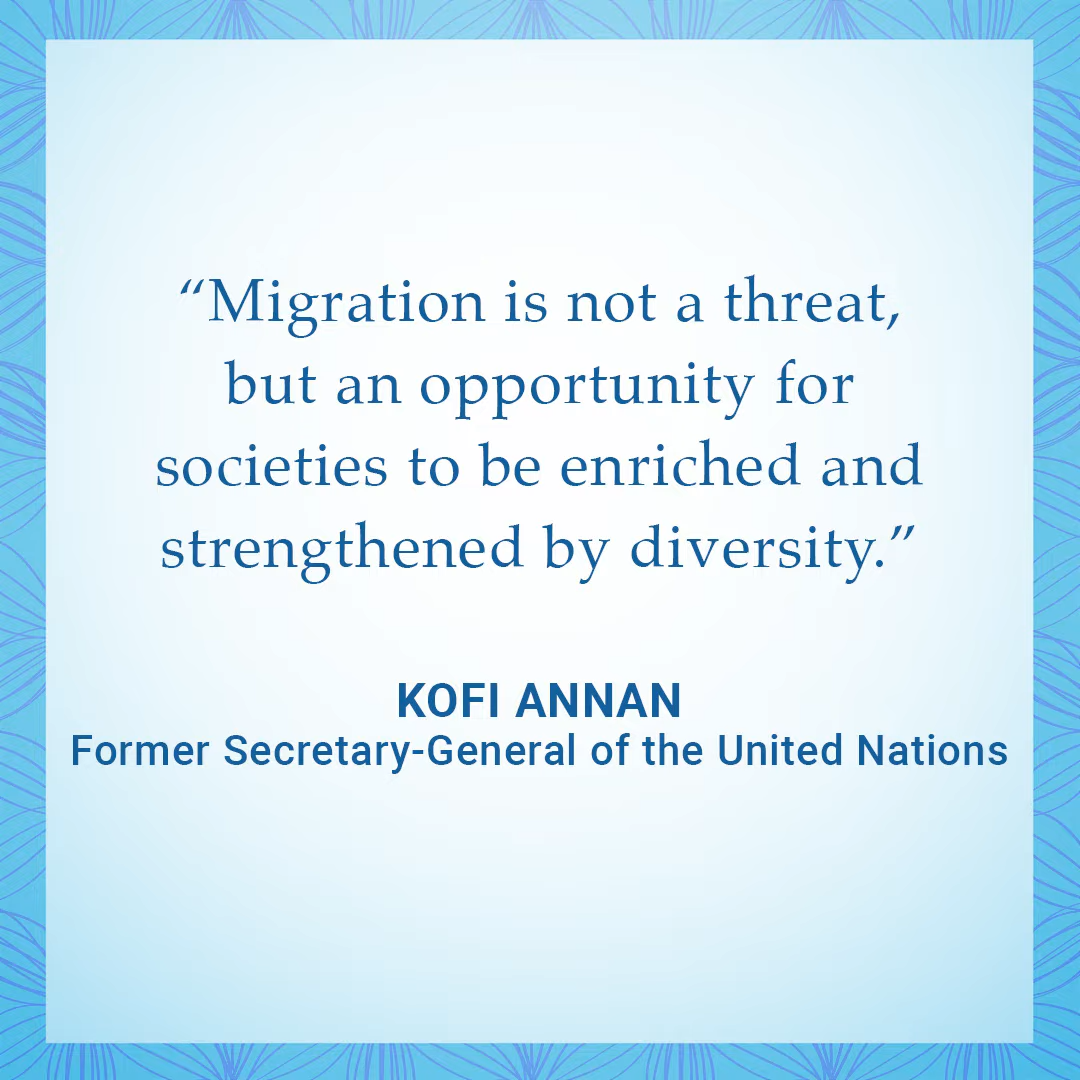 “Migration is not a threat,
but an opportunity for
societies to be enriched and
strengthened by diversity.”
KOFI ANNAN
Former Secretary-General of the United Nations